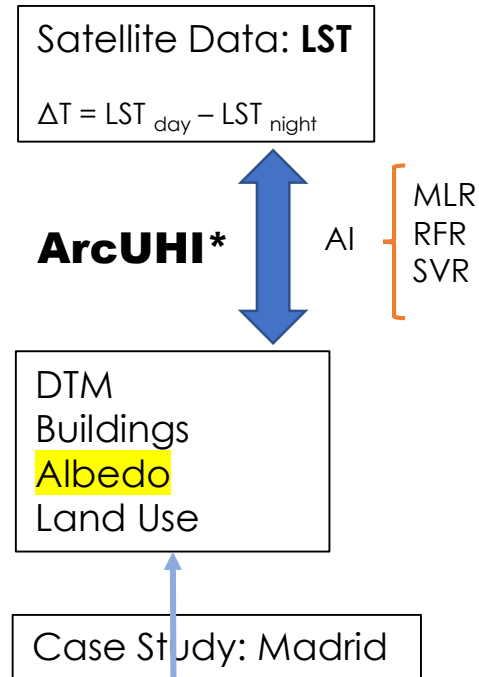 Satellite Data: LST
ΔT = LST day – LST night
ArcUHI*
AI
MLR
RFR
SVR
DTM
Buildings
Albedo
Land Use
Case Study: Madrid